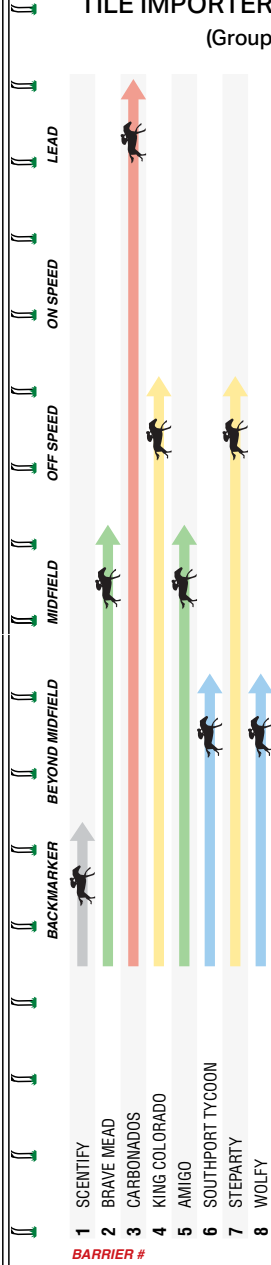 TILE IMPORTER
(Group
LEAD
ON SPEED
OFF SPEED
MIDFIELD
BEYOND MIDFIELD
BACKMARKER
1 SCENTIFY
2 BRAVE MEAD
3 CARBONADOS
4 KING COLORADO
5 AMIGO
6 SOUTHPORT TYCOON
7 STEPARTY
8 WOLFY
BARRIER #